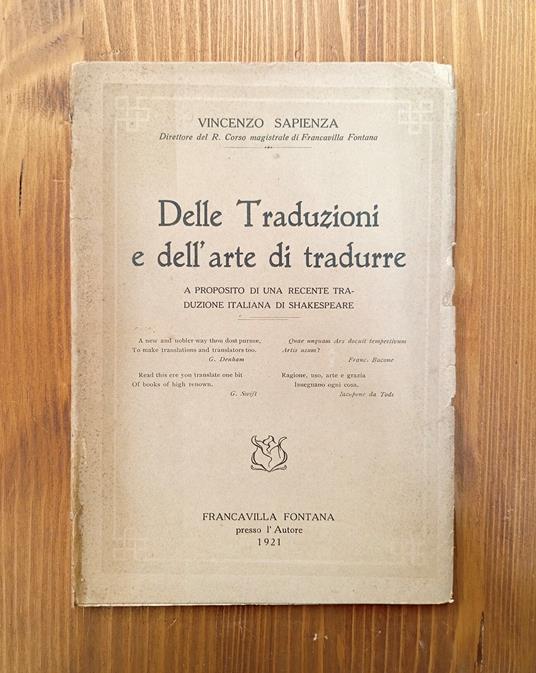 VINCENZO SAPIENZA
Direttore del R. Corso magistrale di Francavilla Fontana
Delle Traduzioni
e dell'arte di tradurre
A PROPOSITO DI UNA RECENTE TRA-
DUZIONE ITALIANA DI SHAKESPEARE
A new and nobler way thou dost pursue,
To make translations and translators too.
G. Denham
Read this ere you translate one bit
Of books of high renown.
G. Swift
Quae unquam Ars docuit tempestivum
Artis usum?
Franc. Bacone
Ragione, uso, arte e grazia
Insegnano ogni cosa.
Iacopone da Todi
FRANCAVILLA FONTANA
presso l'Autore
1921